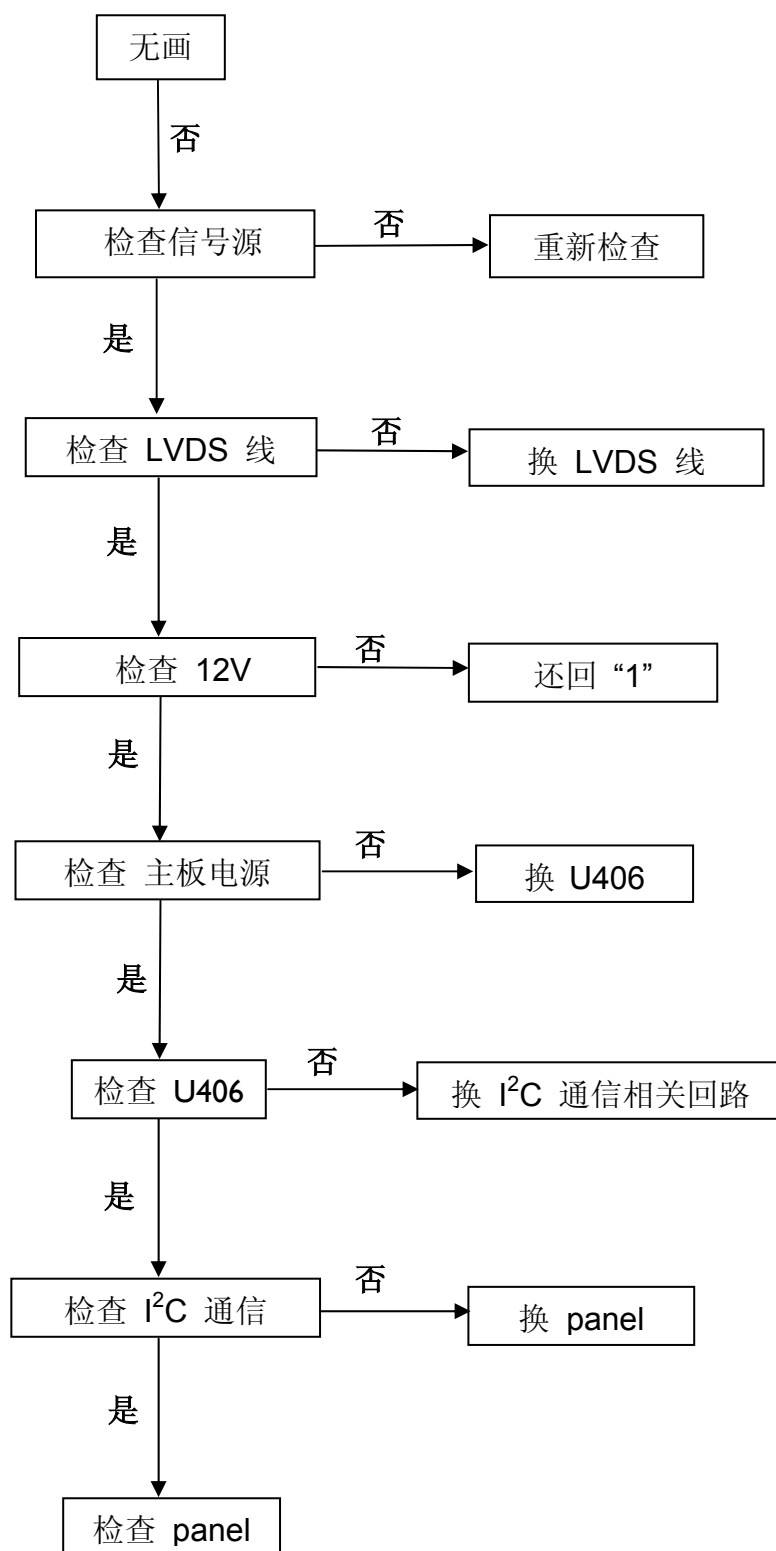 无画
否
检查信号源
否
重新检查
是
检查 LVDS 线
否
换 LVDS 线
是
检查 12V
否
还回 “1”
是
检查 主板电源
否
换 U406
是
检查 U406
否
换 I²C 通信相关回路
是
检查 I²C 通信
否
换 panel
是
检查 panel